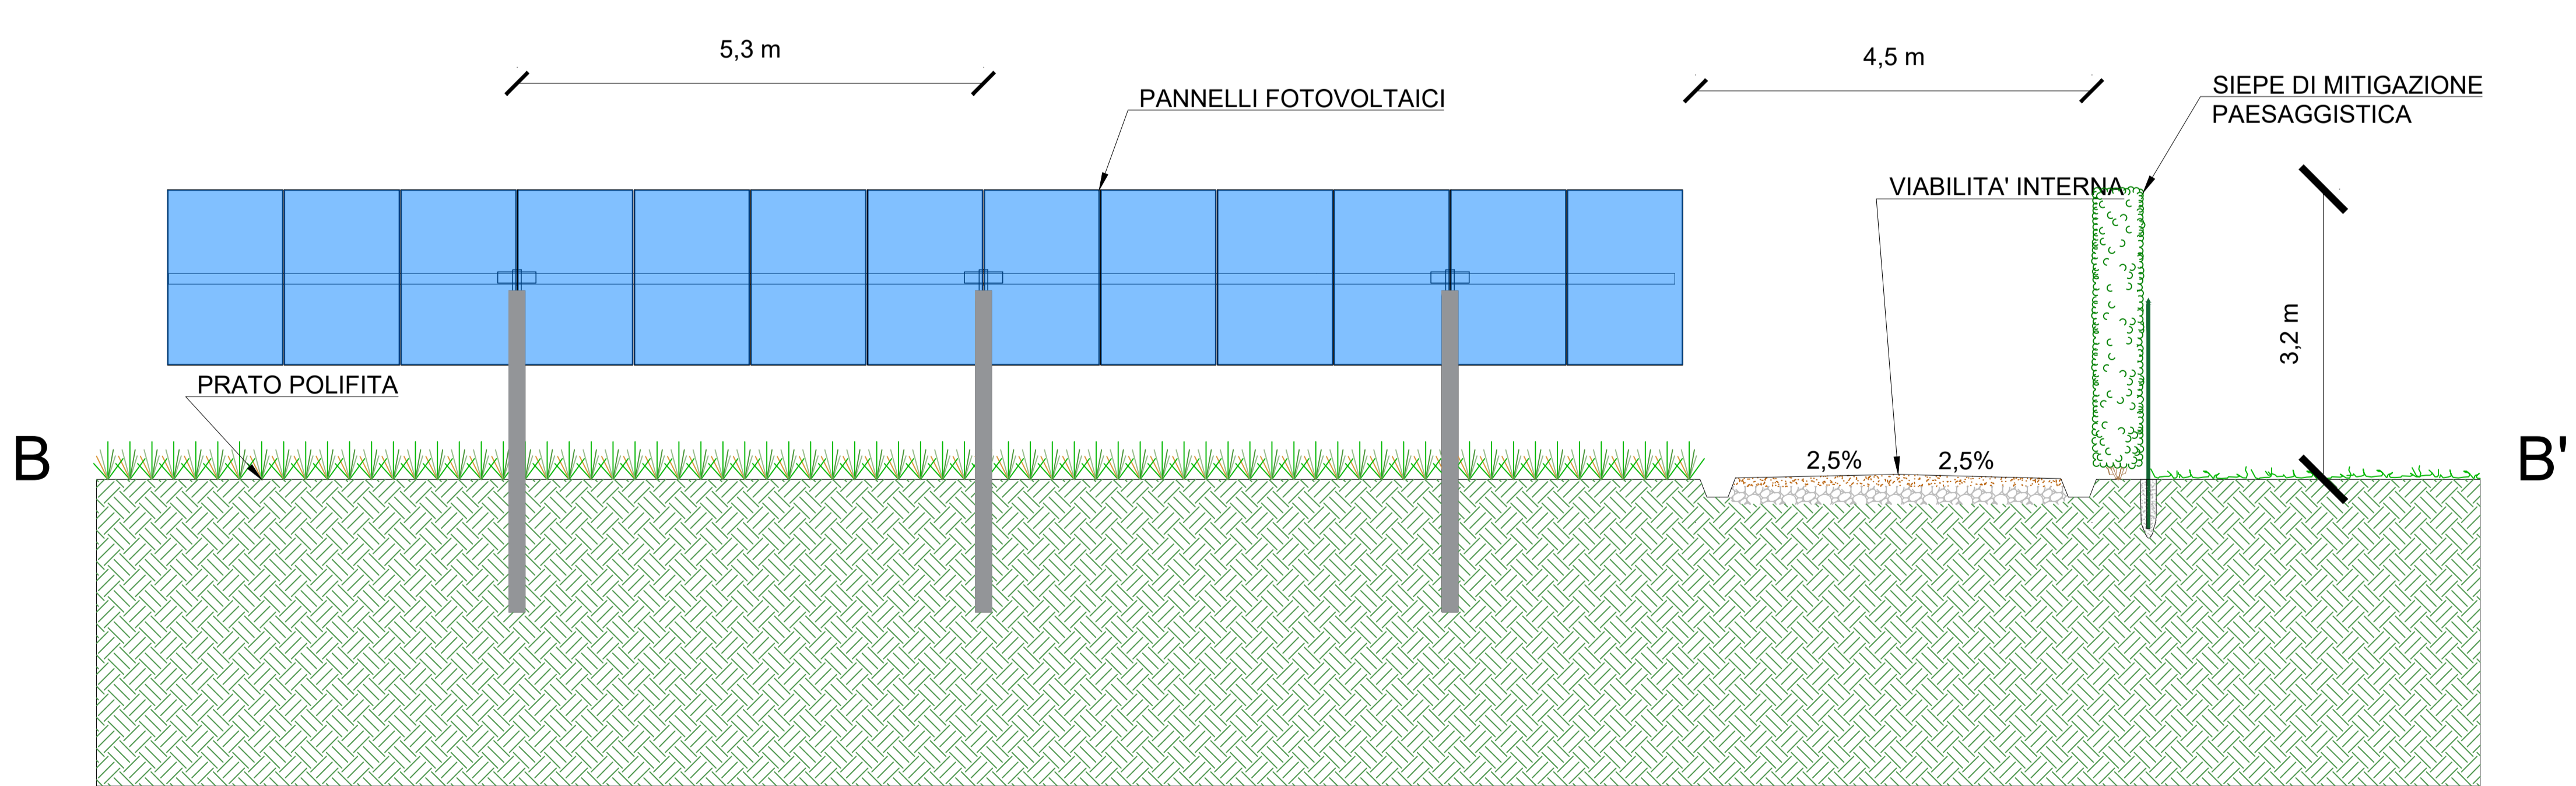 5,3 m
4,5 m
PANNELLI FOTOVOLTAICI
SIEPE DI MITIGAZIONE
PAESAGGISTICA
VIABILITA' INTERNA
3,2 m
PRATO POLIFITA
B
2,5%
2,5%
B'